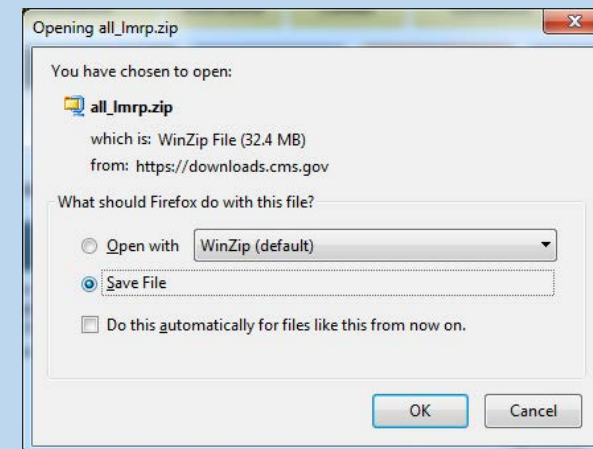 Opening all_lmrp.zip
You have chosen to open:
all_lmrp.zip
which is: WinZip File (32.4 MB)
from: https://downloads.cms.gov
What should Firefox do with this file?
Open with WinZip (default)
Save File
Do this automatically for files like this from now on.
OK Cancel